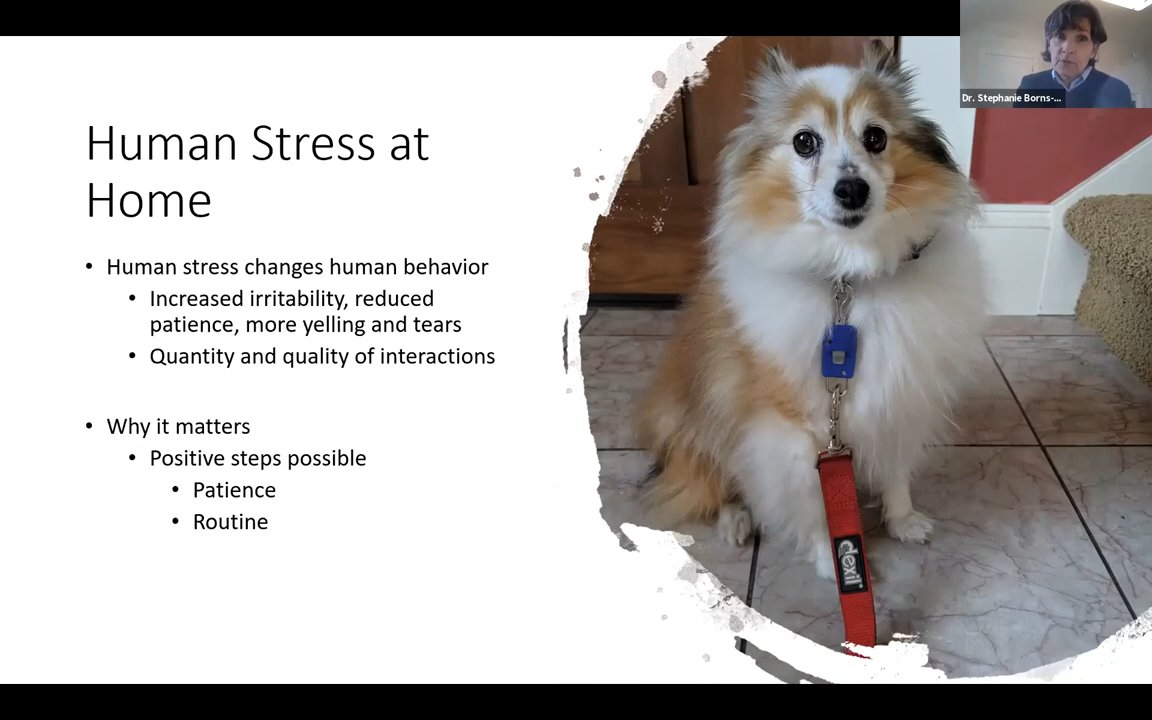 Dr. Stephanie Borns-...
Human Stress at
Home
• Human stress changes human behavior
• Increased irritability, reduced
patience, more yelling and tears
• Quantity and quality of interactions
• Why it matters
• Positive steps possible
• Patience
• Routine
dexil